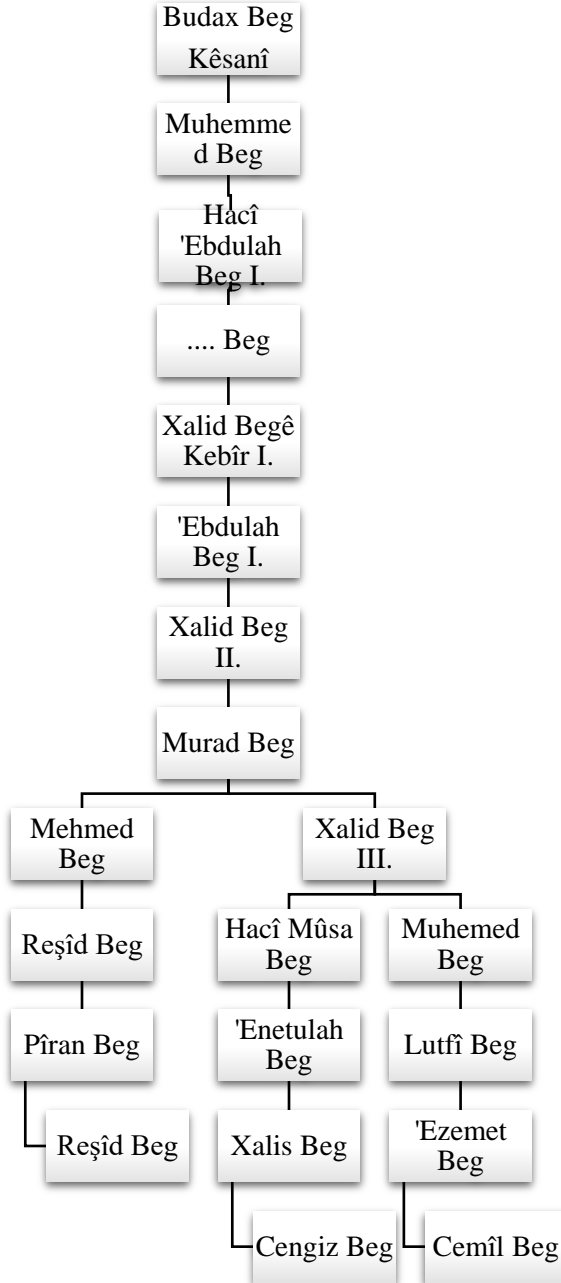 Budax Beg
Kêsanî
Muhemme
d Beg
Hacî
'Ebdulah
Beg I.
.... Beg
Xalid Begê
Kebîr I.
'Ebdulah
Beg I.
Xalid Beg
II.
Murad Beg
Mehmed
Beg
Xalid Beg
III.
Reşîd Beg
Hacî Mûsa
Beg
Muhemed
Beg
Pîran Beg
'Enetulah
Beg
Lutfî Beg
Reşîd Beg
Xalis Beg
'Ezemet
Beg
Cengiz Beg
Cemîl Beg